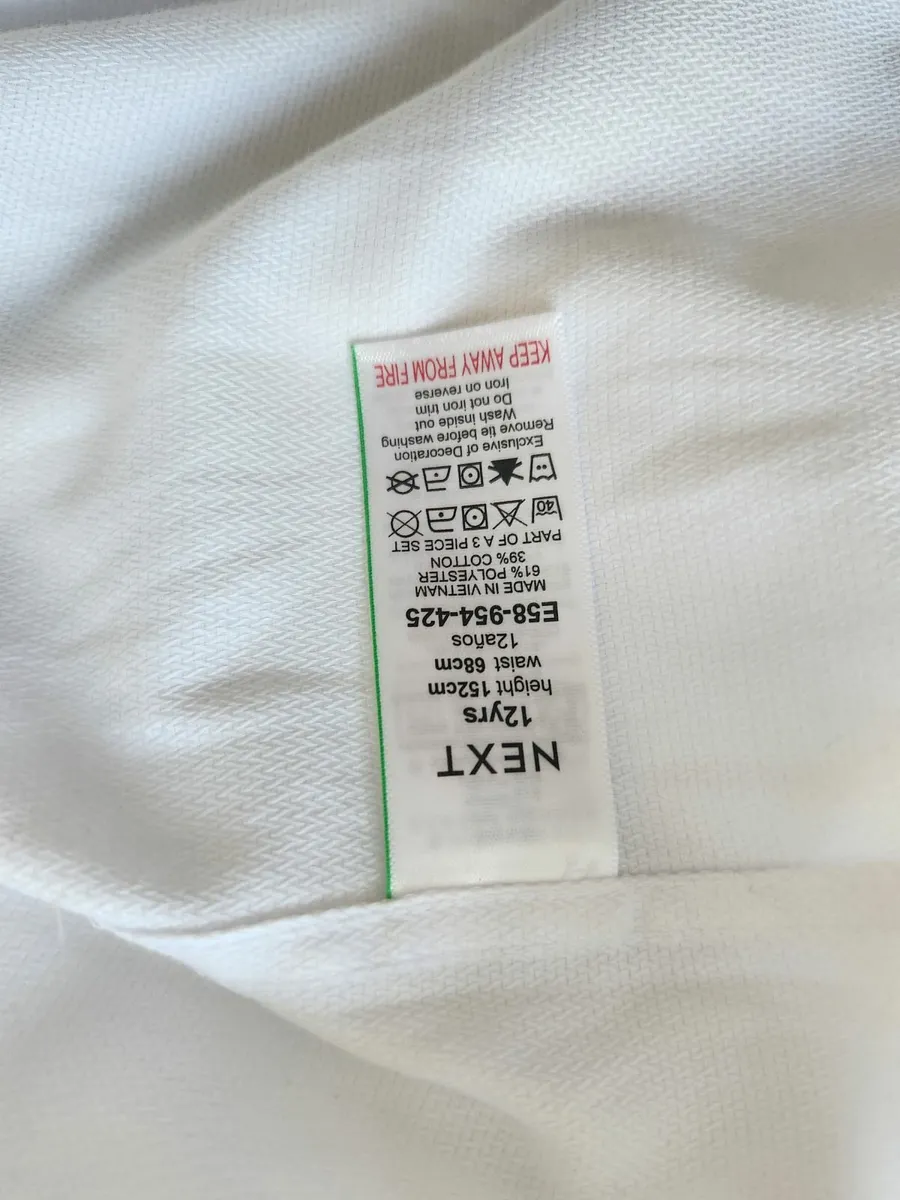 NEXT
12yrs
height 152cm
waist 68cm
12años
E58-954-425
MADE IN VIETNAM
61% POLYESTER
39% COTTON
PART OF A 3 PIECE SET
40
Exclusive of Decoration
Remove tie before washing
Wash inside out
Do not iron trim
Iron on reverse
KEEP AWAY FROM FIRE